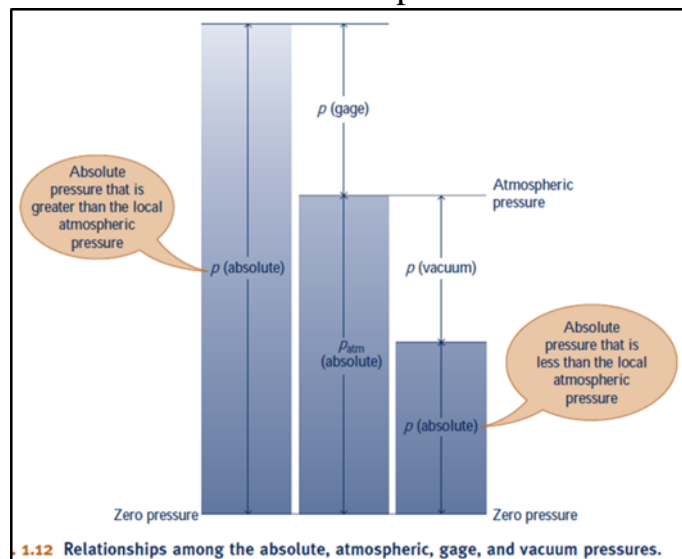 p (gage)
Absolute
pressure that is
greater than the local
atmospheric
pressure
Atmospheric
pressure
p (absolute)
p (vacuum)
Absolute
pressure that is
less than the local
atmospheric
pressure
patm
(absolute)
p (absolute)
Zero pressure
Zero pressure
. 1.12 Relationships among the absolute, atmospheric, gage, and vacuum pressures.